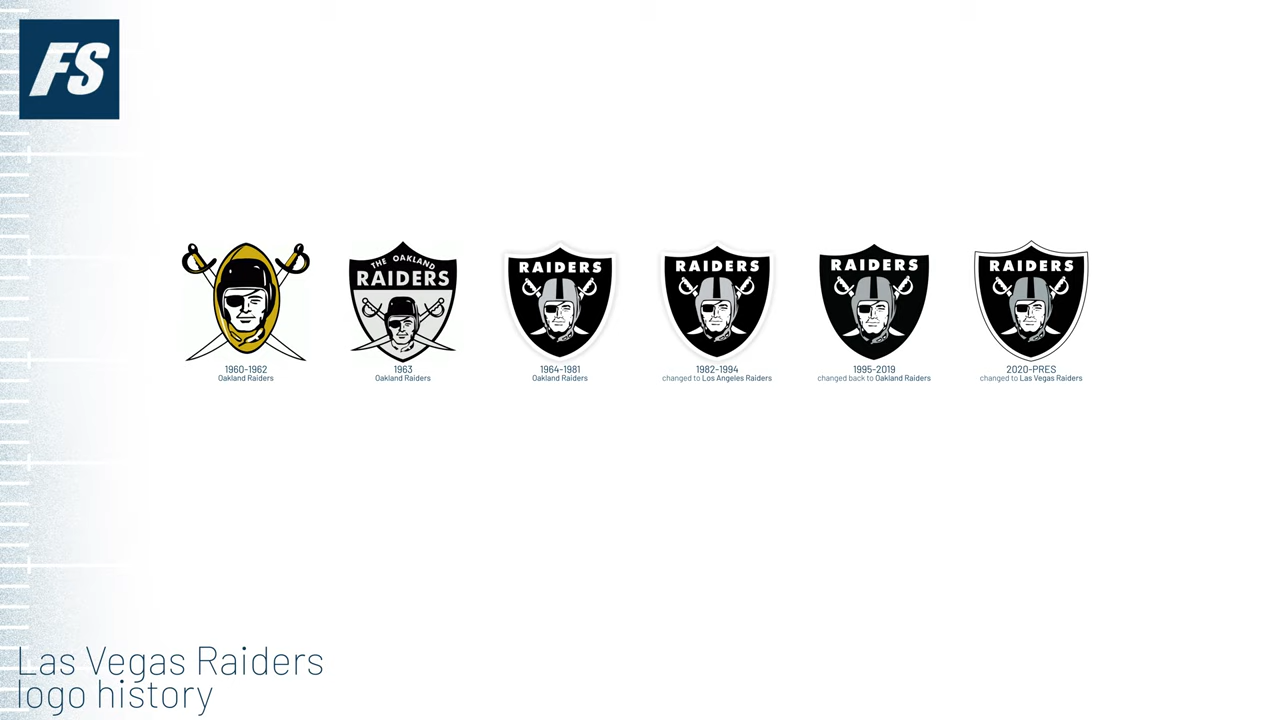 FS
THE OAKLAND
RAIDERS
RAIDERS
RAIDERS
RAIDERS
RAIDERS
1960-1962
Oakland Raiders
1963
Oakland Raiders
1964-1981
Oakland Raiders
1982-1994
changed to Los Angeles Raiders
1995-2019
changed back to Oakland Raiders
2020-PRES
changed to Las Vegas Raiders
Las Vegas Raiders
logo history